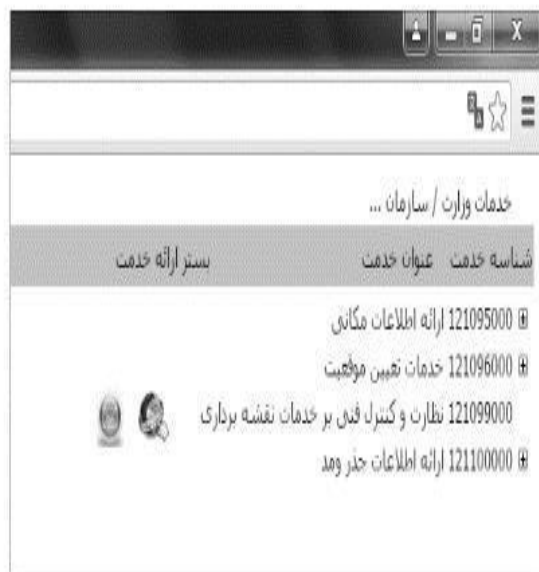 خدمات وزارت / سازمان ...
شناسه خدمت عنوان خدمت بستر ارائه خدمت
121095000 ارائه اطلاعات مکانی
121096000 خدمات تعیین موقعیت
121099000 نظارت و کنترل فنی بر خدمات نقشه برداری
121100000 ارائه اطلاعات جذر ومد